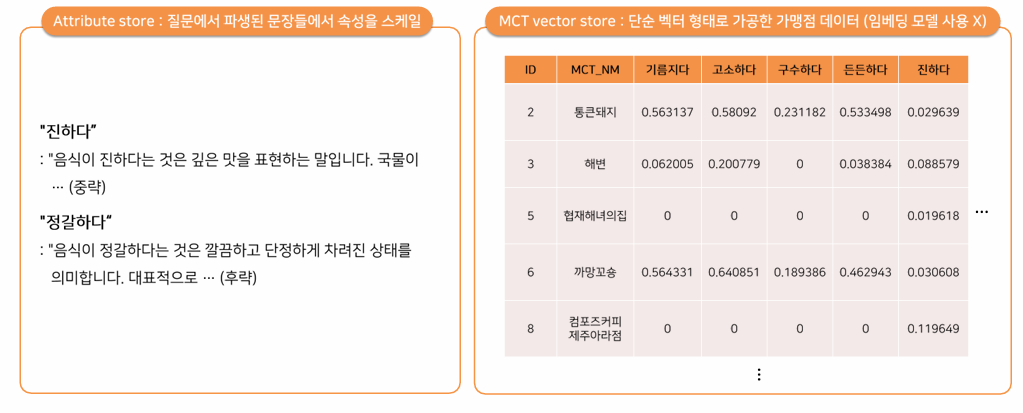 Attribute store : 질문에서 파생된 문장들에서 속성을 스케일
"진하다”
: "음식이 진하다는 것은 깊은 맛을 표현하는 말입니다. 국물이
… (중략)
"정갈하다“
: "음식이 정갈하다는 것은 깔끔하고 단정하게 차려진 상태를
의미합니다. 대표적으로 … (후략)
MCT vector store : 단순 벡터 형태로 가공한 가맹점 데이터 (임베딩 모델 사용 X)
ID MCT_NM 기름지다 고소하다 구수하다 든든하다 진하다
2 통큰돼지 0.563137 0.58092 0.231182 0.533498 0.029639
3 해변 0.062005 0.200779 0 0.038384 0.088579
5 협재해녀의집 0 0 0 0 0.019618
…
6 까망꼬숑 0.564331 0.640851 0.189386 0.462943 0.030608
8 컴포즈커피
제주아라점 0 0 0 0 0.119649
⋮